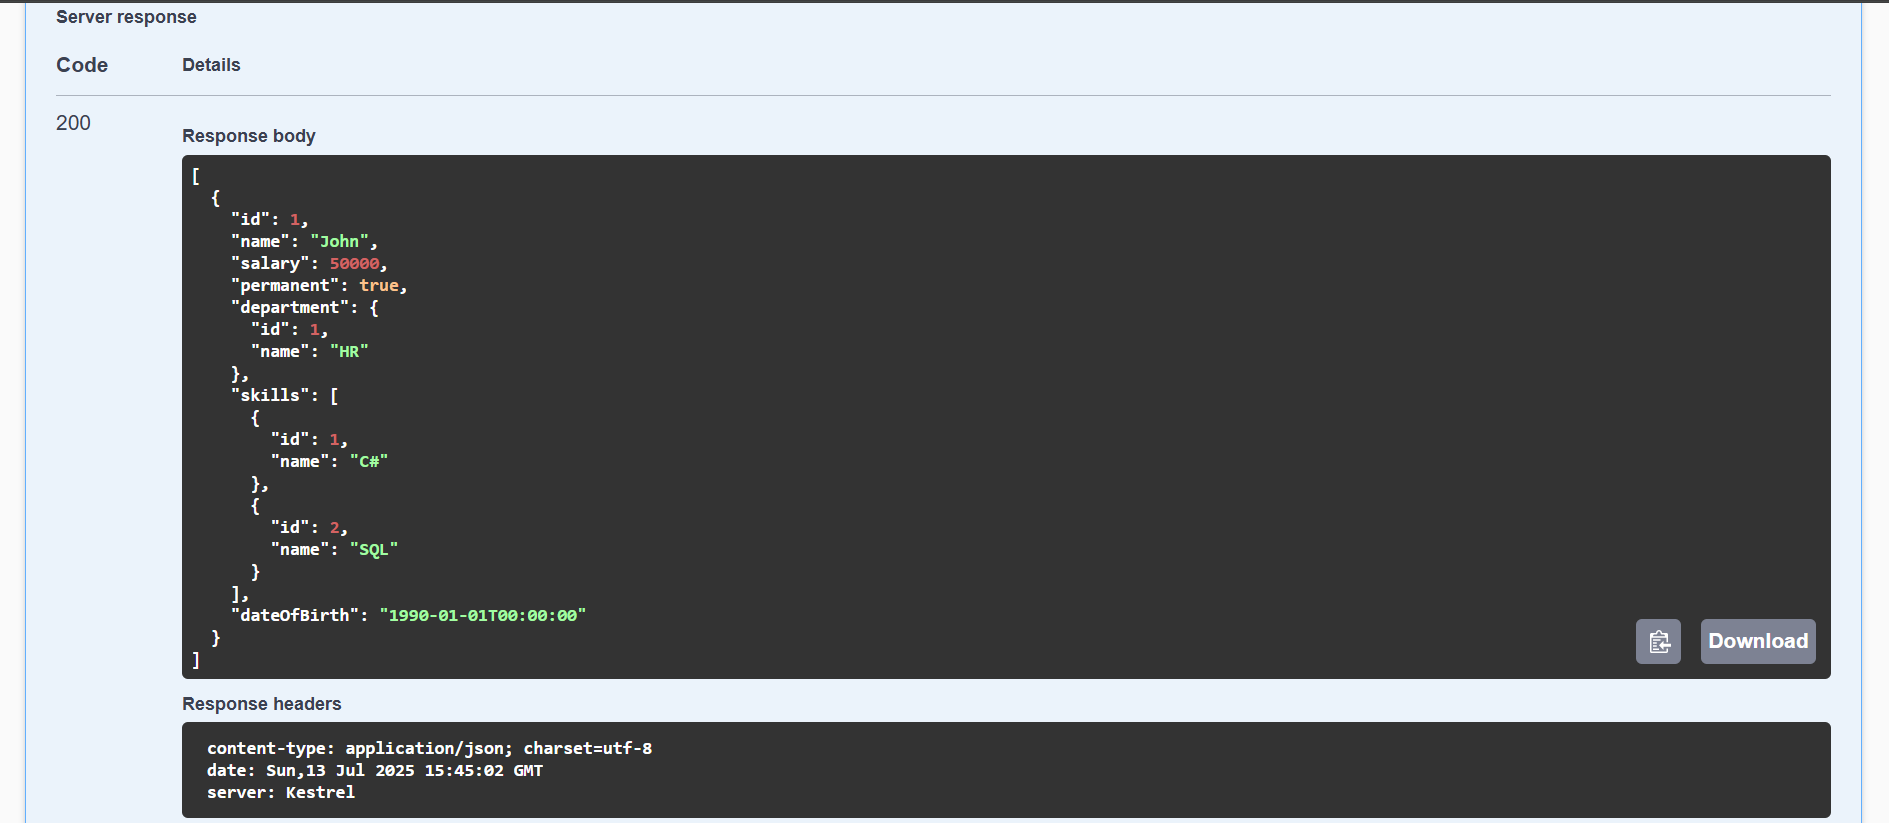 Server response
Code Details
200
Response body
[
  {
    "id": 1,
    "name": "John",
    "salary": 50000,
    "permanent": true,
    "department": {
      "id": 1,
      "name": "HR"
    },
    "skills": [
      {
        "id": 1,
        "name": "C#"
      },
      {
        "id": 2,
        "name": "SQL"
      }
    ],
    "dateOfBirth": "1990-01-01T00:00:00"
  }
]
Download
Response headers
content-type: application/json; charset=utf-8
date: Sun,13 Jul 2025 15:45:02 GMT
server: Kestrel